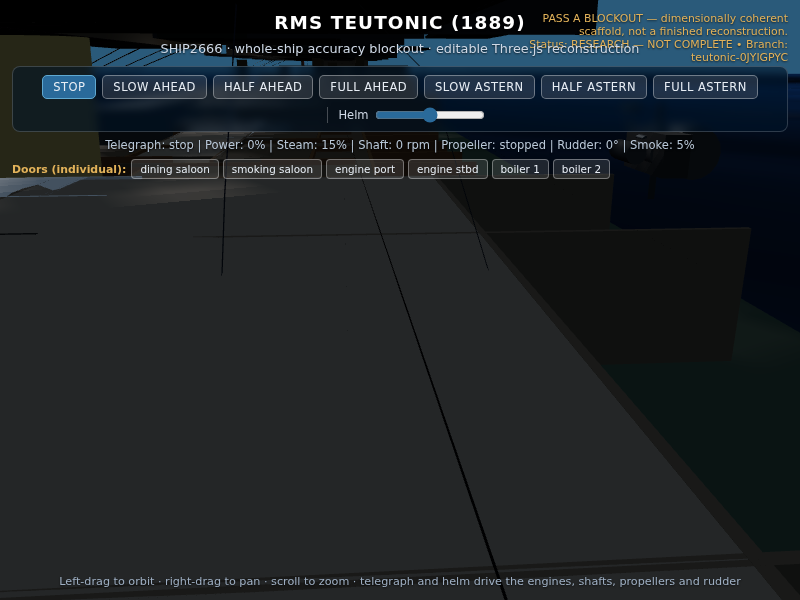 RMS TEUTONIC (1889)
PASS A BLOCKOUT — dimensionally coherent
scaffold, not a finished reconstruction.
Status: RESEARCH — NOT COMPLETE • Branch:
teutonic-0JYIGPYC
SHIP2666 · whole-ship accuracy blockout · editable Three.js reconstruction
STOP SLOW AHEAD HALF AHEAD FULL AHEAD SLOW ASTERN HALF ASTERN FULL ASTERN
Helm
Telegraph: stop | Power: 0% | Steam: 15% | Shaft: 0 rpm | Propeller: stopped | Rudder: 0° | Smoke: 5%
Doors (individual): dining saloon smoking saloon engine port engine stbd boiler 1 boiler 2
Left-drag to orbit · right-drag to pan · scroll to zoom · telegraph and helm drive the engines, shafts, propellers and rudder